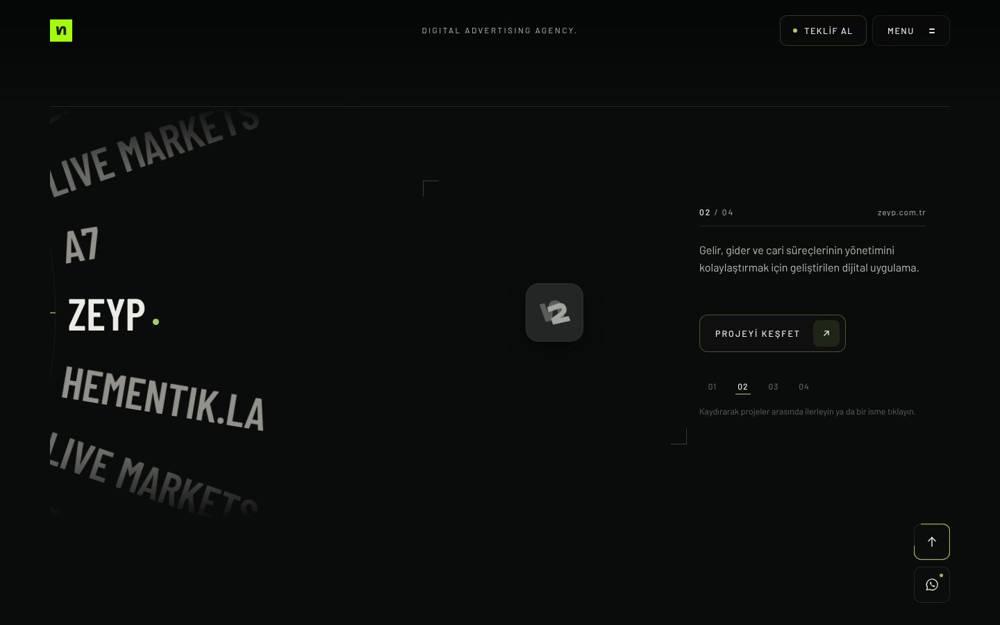 DIGITAL ADVERTISING AGENCY.
TEKLİF AL
MENU
LIVE MARKETS
A7
ZEYP
HEMENTIK.LA
LIVE MARKETS
02 / 04
zeyp.com.tr
Gelir, gider ve cari süreçlerinin yönetimini
kolaylaştırmak için geliştirilen dijital uygulama.
PROJEYİ KEŞFET
01 02 03 04
Kaydırarak projeler arasında ilerleyin ya da bir isme tıklayın.